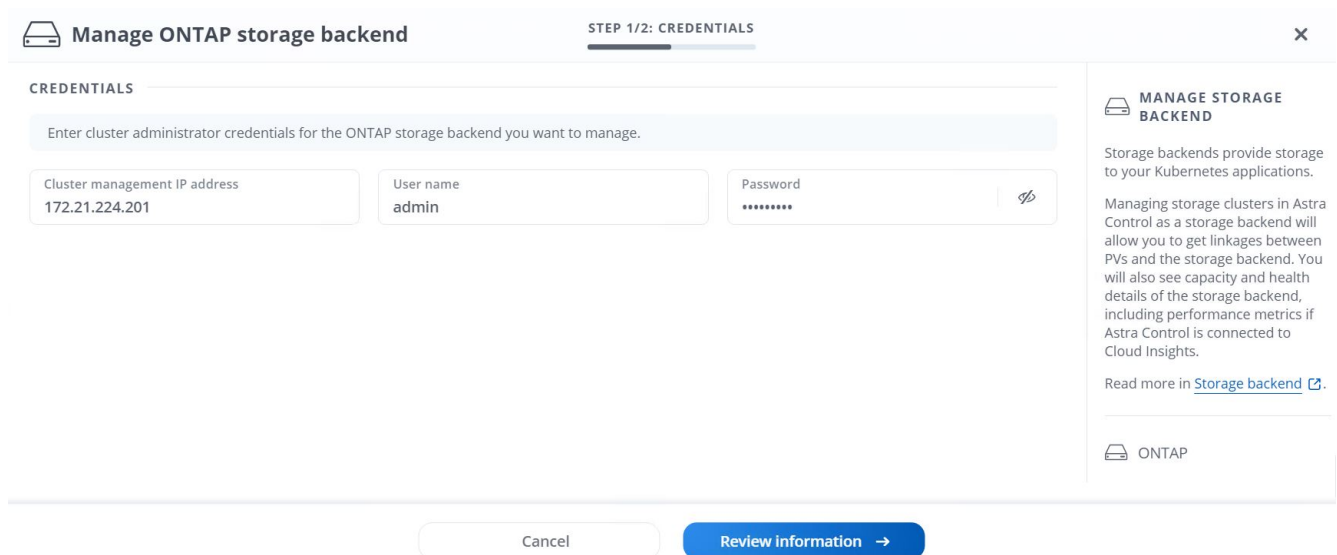 Manage ONTAP storage backend
STEP 1/2: CREDENTIALS
CREDENTIALS
Enter cluster administrator credentials for the ONTAP storage backend you want to manage.
Cluster management IP address
172.21.224.201
User name
admin
Password
•••••••••
MANAGE STORAGE
BACKEND
Storage backends provide storage
to your Kubernetes applications.
Managing storage clusters in Astra
Control as a storage backend will
allow you to get linkages between
PVs and the storage backend. You
will also see capacity and health
details of the storage backend,
including performance metrics if
Astra Control is connected to
Cloud Insights.
Read more in Storage backend.
ONTAP
Cancel
Review information →